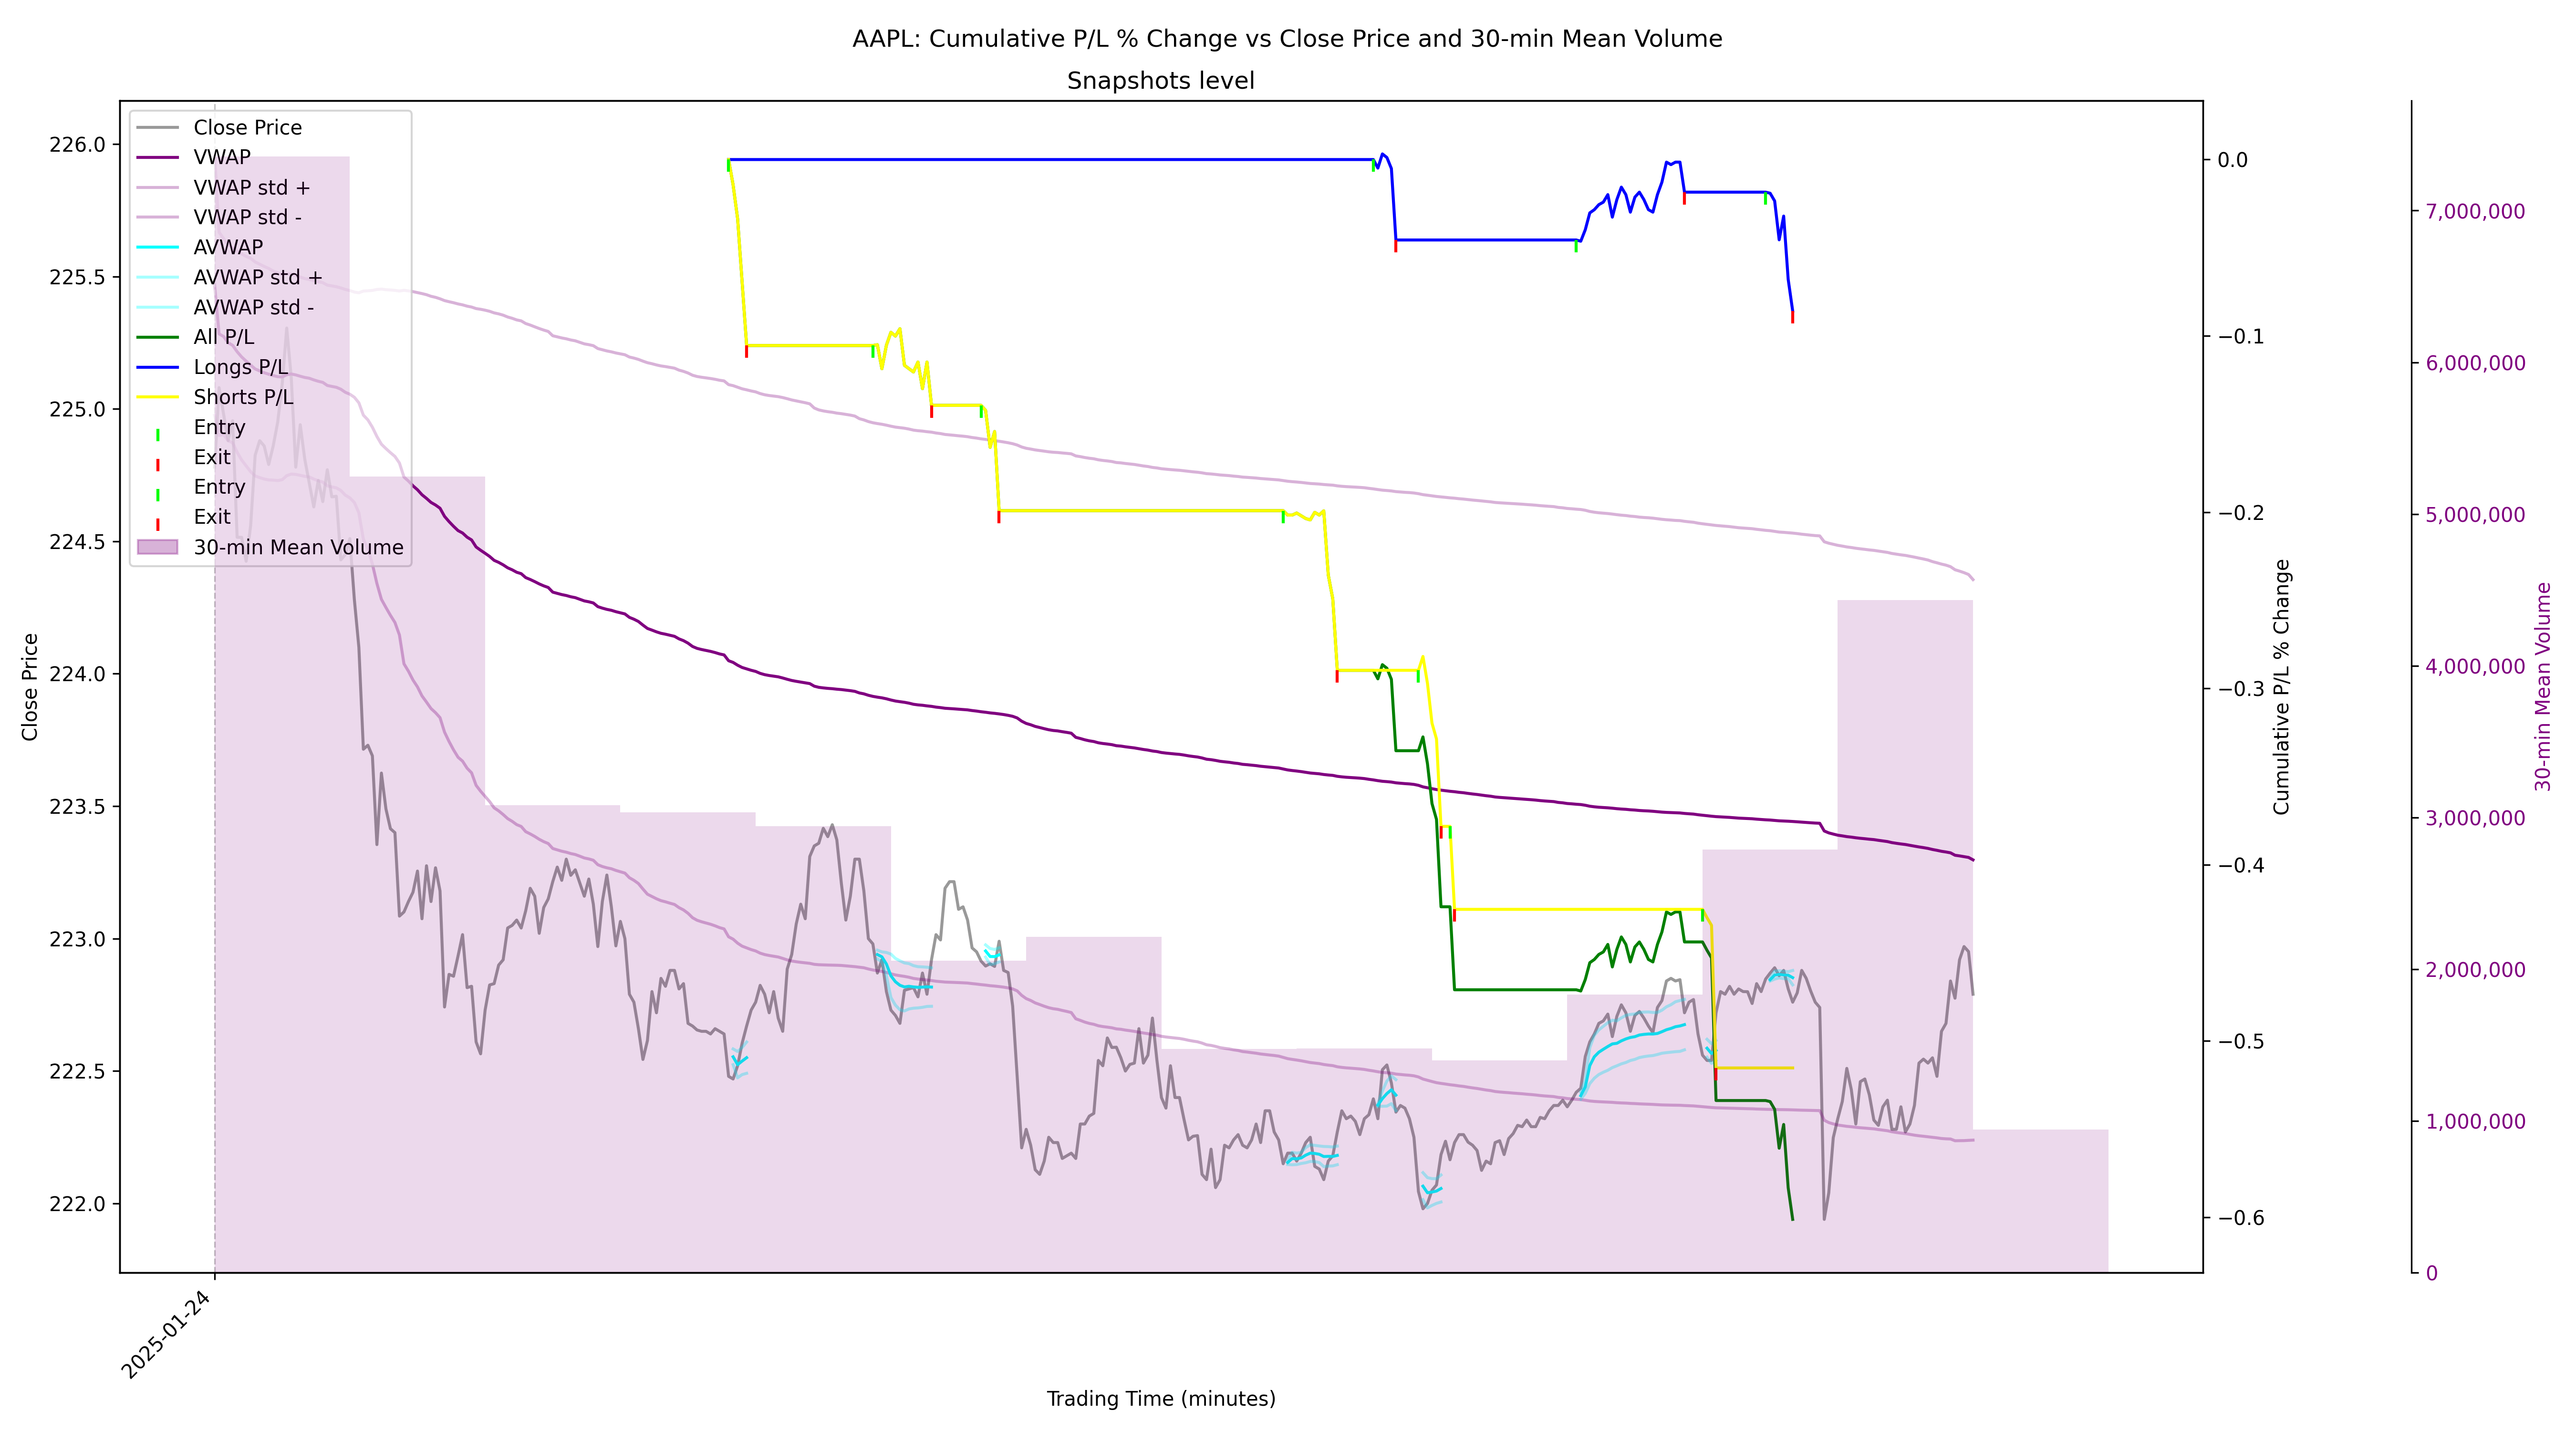 AAPL: Cumulative P/L % Change vs Close Price and 30-min Mean Volume
Snapshots level
Close Price
VWAP
VWAP std +
VWAP std -
AVWAP
AVWAP std +
AVWAP std -
All P/L
Longs P/L
Shorts P/L
Entry
Exit
Entry
Exit
30-min Mean Volume
226.0
225.5
225.0
224.5
224.0
223.5
223.0
222.5
222.0
Close Price
0.0
−0.1
−0.2
−0.3
−0.4
−0.5
−0.6
Cumulative P/L % Change
7,000,000
6,000,000
5,000,000
4,000,000
3,000,000
2,000,000
1,000,000
0
30-min Mean Volume
2025-01-24
Trading Time (minutes)